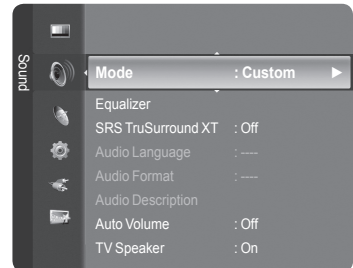 Sound
Mode : Custom
Equalizer
SRS TruSurround XT : Off
Audio Language : ----
Audio Format : ----
Audio Description
Auto Volume : Off
TV Speaker : On